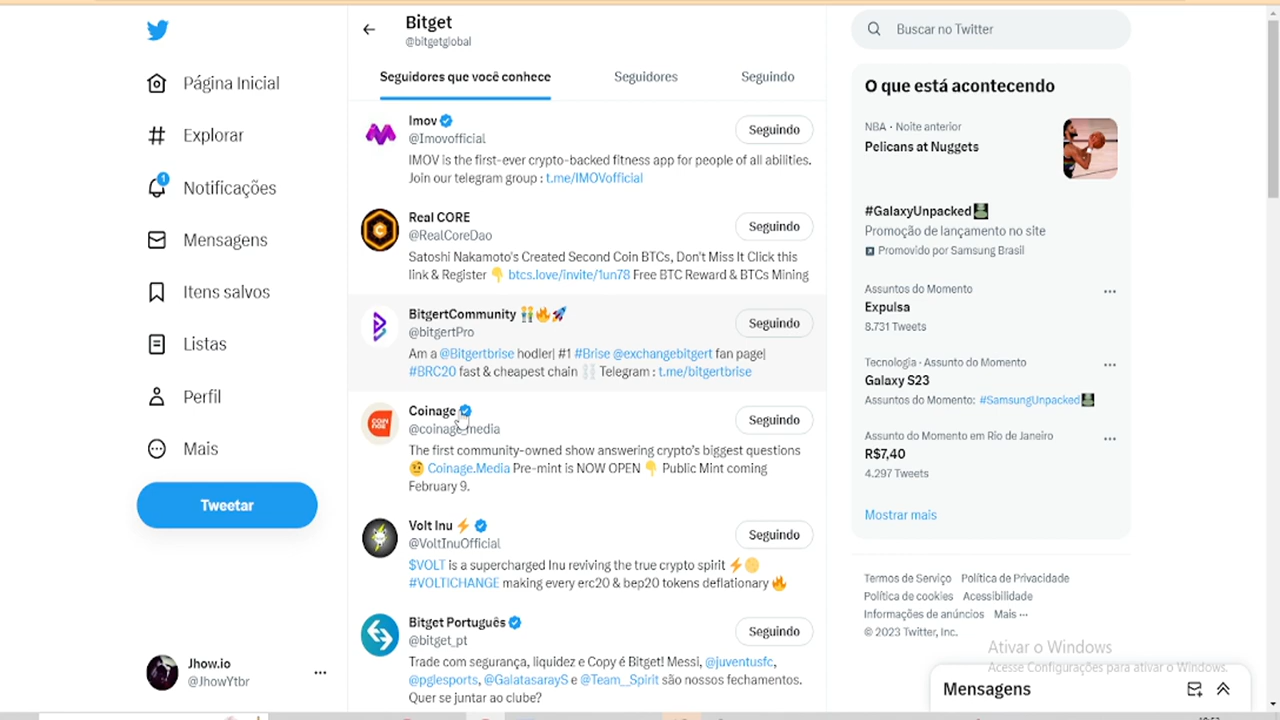 Bitget
@bitgetglobal
Seguidores que você conhece
Seguidores
Seguindo
Página Inicial
Explorar
1
Notificações
Mensagens
Itens salvos
Listas
Perfil
Mais
Tweetar
Jhow.io
@JhowYtbr
Imov
@Imovofficial
Seguindo
IMOV is the first-ever crypto-backed fitness app for people of all abilities.
Join our telegram group : t.me/IMOVofficial
Real CORE
@RealCoreDao
Seguindo
Satoshi Nakamoto's Created Second Coin BTCs, Don't Miss It Click this
link & Register 👇 btcs.love/invite/1un78 Free BTC Reward & BTCs Mining
BitgertCommunity 👬🔥🚀
@bitgertPro
Seguindo
Am a @Bitgertbrise hodler| #1 #Brise @exchangebitgert fan page|
#BRC20 fast & cheapest chain ⛓️ Telegram : t.me/bitgertbrise
Coinage
@coinage_media
Seguindo
The first community-owned show answering crypto's biggest questions
🤨 Coinage.Media Pre-mint is NOW OPEN 👇 Public Mint coming
February 9.
Volt Inu ⚡
@VoltInuOfficial
Seguindo
$VOLT is a supercharged Inu reviving the true crypto spirit ⚡🌕
#VOLTICHANGE making every erc20 & bep20 tokens deflationary 🔥
Bitget Português
@bitget_pt
Seguindo
Trade com segurança, liquidez e Copy é Bitget! Messi, @juventusfc,
@pglesports, @GalatasarayS e @Team__Spirit são nossos fechamentos.
Quer se juntar ao clube?
Buscar no Twitter
O que está acontecendo
NBA · Noite anterior
Pelicans at Nuggets
#GalaxyUnpacked
Promoção de lançamento no site
Promovido por Samsung Brasil
Assuntos do Momento
Expulsa
8.731 Tweets
Tecnologia · Assunto do Momento
Galaxy S23
Assuntos do Momento: #SamsungUnpacked
Assunto do Momento em Rio de Janeiro
R$7,40
4.297 Tweets
Mostrar mais
Termos de Serviço Política de Privacidade
Política de cookies Acessibilidade
Informações de anúncios Mais ···
© 2023 Twitter, Inc.
Ativar o Windows
Acesse Configurações para ativar o Windows.
Mensagens